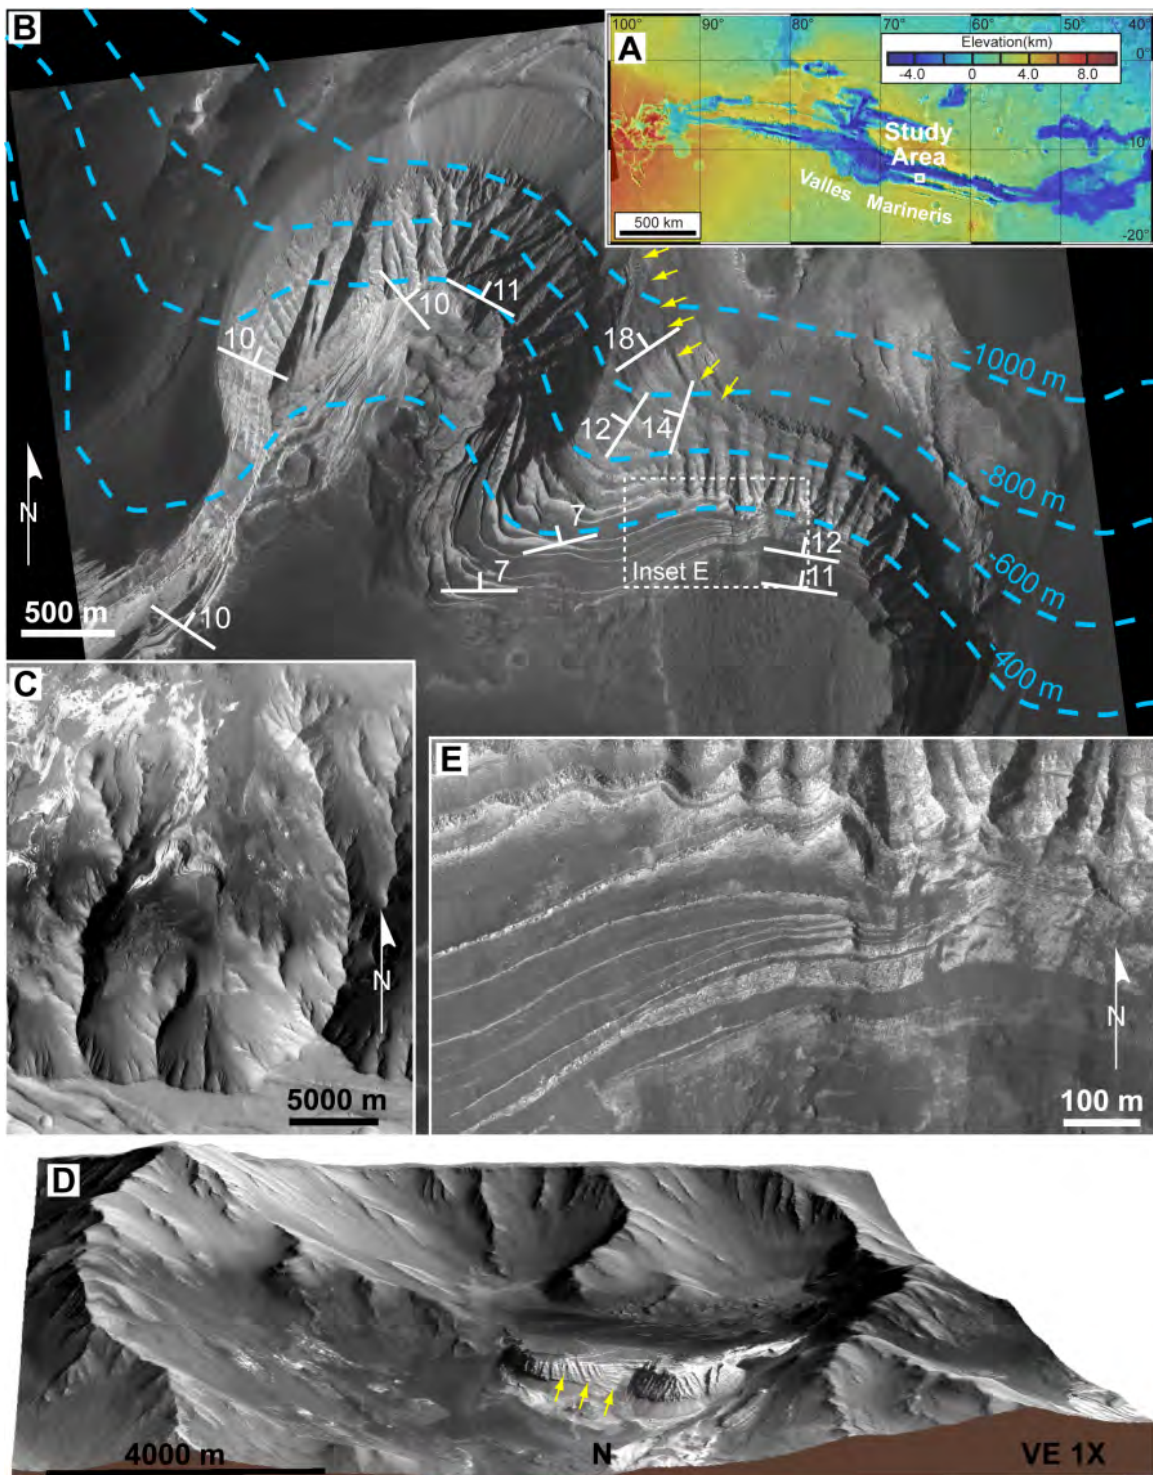 B
A
100° 90° 80° 70° 60° 50° 40°
Elevation(km)
-4.0 0 4.0 8.0
0°
-10°
-20°
Study
Area
Valles Marineris
500 km
10
10
11
18
12
14
7
7
12
11
10
-1000 m
-800 m
-600 m
-400 m
Inset E
N
500 m
C
N
5000 m
E
N
100 m
D
4000 m
N
VE 1X